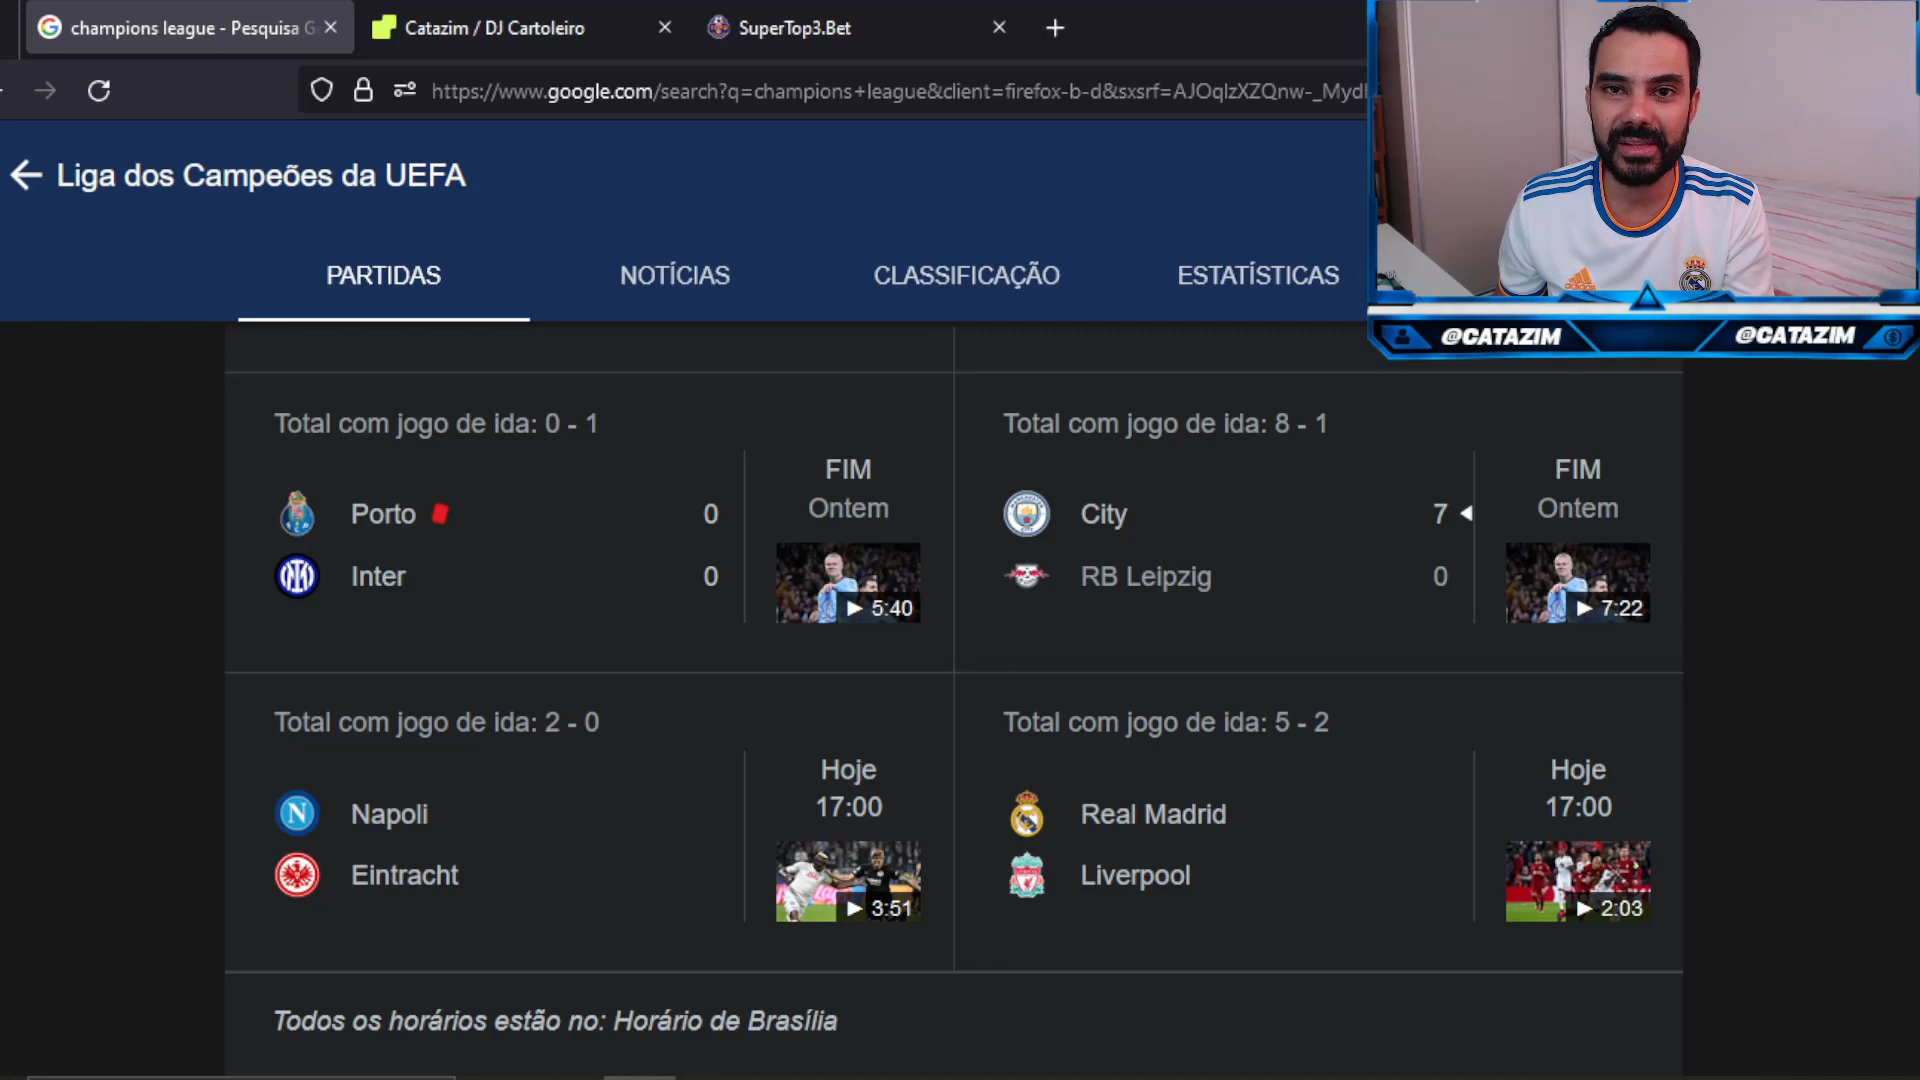 champions league - Pesquisa G
Catazim / DJ Cartoleiro
SuperTop3.Bet
https://www.google.com/search?q=champions+league&client=firefox-b-d&sxsrf=AJOqlzXZQnw-_Myd
Liga dos Campeões da UEFA
PARTIDAS
NOTÍCIAS
CLASSIFICAÇÃO
ESTATÍSTICAS
adidas
@CATAZIM
@CATAZIM
Total com jogo de ida: 0 - 1
Porto 0
Inter 0
FIM
Ontem
5:40
Total com jogo de ida: 8 - 1
City 7
RB Leipzig 0
FIM
Ontem
7:22
Total com jogo de ida: 2 - 0
Napoli
Eintracht
Hoje
17:00
3:51
Total com jogo de ida: 5 - 2
Real Madrid
Liverpool
Hoje
17:00
2:03
Todos os horários estão no: Horário de Brasília